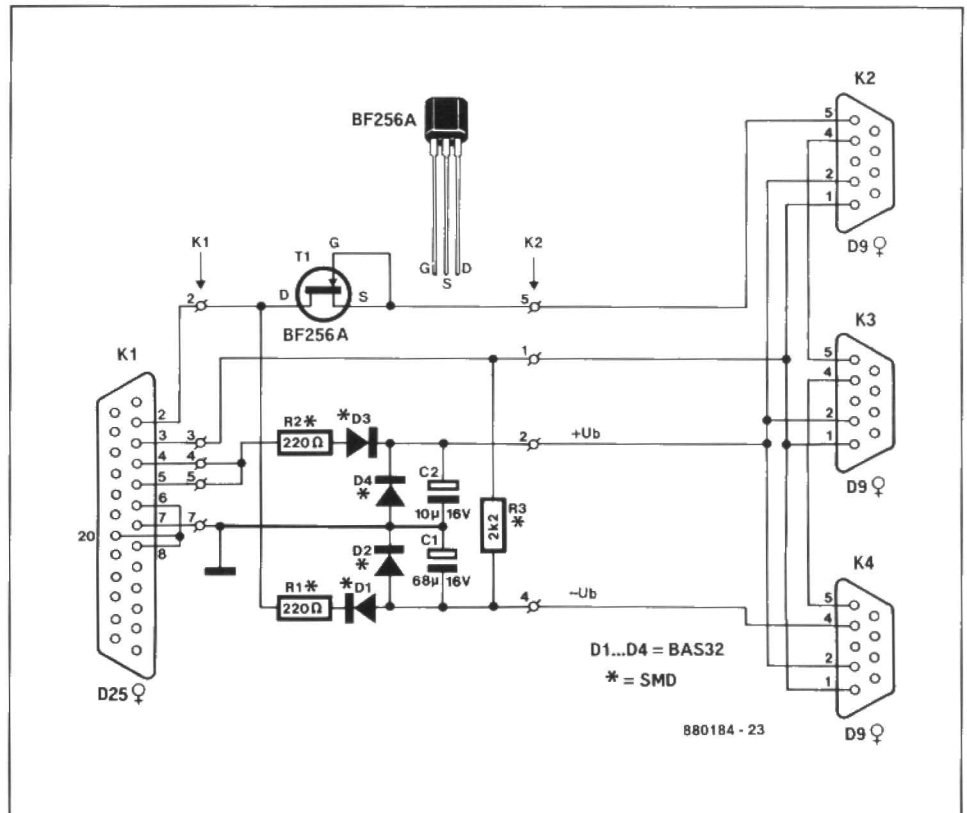 K2
5
4
2
1
D9 ♀
BF256A
G
S
D
K1
2
T1
G
D
S
BF256A
K2
5
K3
5
4
2
1
D9 ♀
K1
2
3
4
5
6
7
8
20
D25 ♀
3
4
5
7
1
R2*
220Ω
*D3
2
+Ub
D4
*
C2
10µ 16V
R3
*
2k2
D2
*
C1
68µ 16V
R1*
220Ω
*D1
4
–Ub
K4
5
4
2
1
D9 ♀
D1...D4 = BAS32
* = SMD
880184 - 23